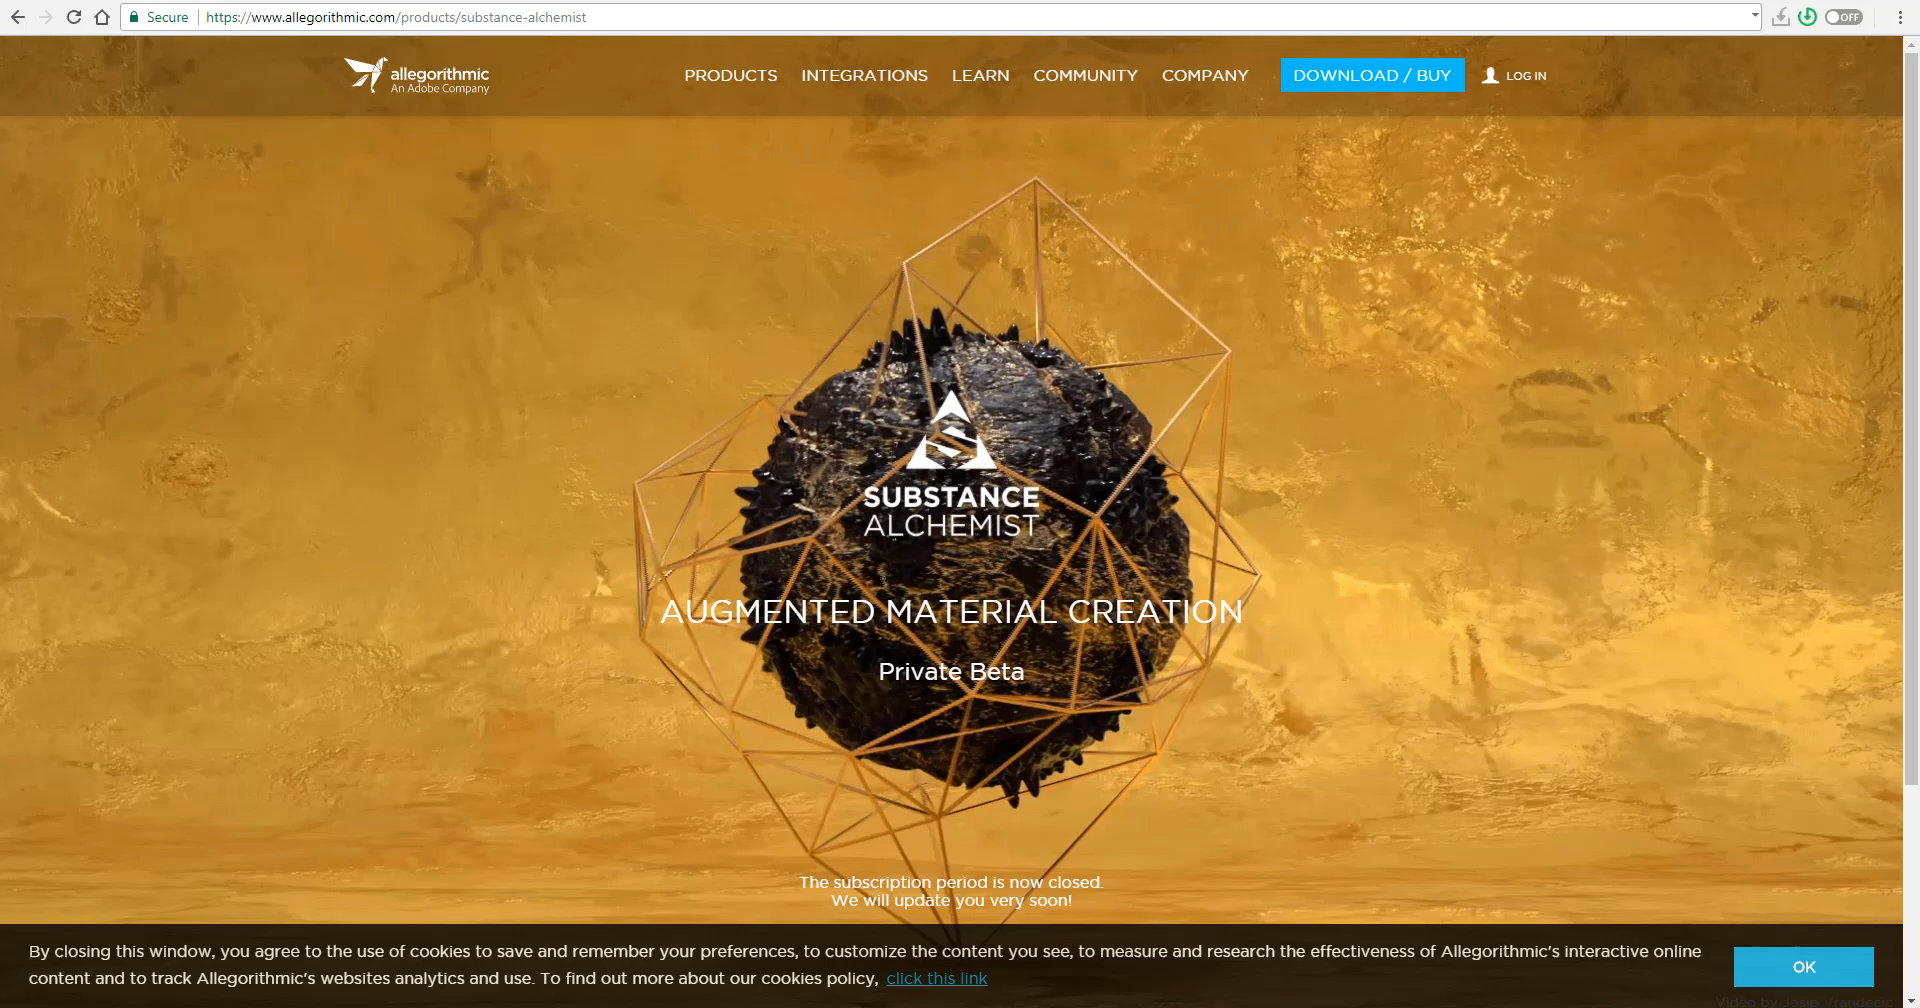 Secure https://www.allegorithmic.com/products/substance-alchemist
OFF
allegorithmic
An Adobe Company
PRODUCTS INTEGRATIONS LEARN COMMUNITY COMPANY DOWNLOAD / BUY LOG IN
SUBSTANCE
ALCHEMIST
AUGMENTED MATERIAL CREATION
Private Beta
The subscription period is now closed.
We will update you very soon!
By closing this window, you agree to the use of cookies to save and remember your preferences, to customize the content you see, to measure and research the effectiveness of Allegorithmic's interactive online
content and to track Allegorithmic's websites analytics and use. To find out more about our cookies policy, click this link
OK
Video by Josip Vrandecic